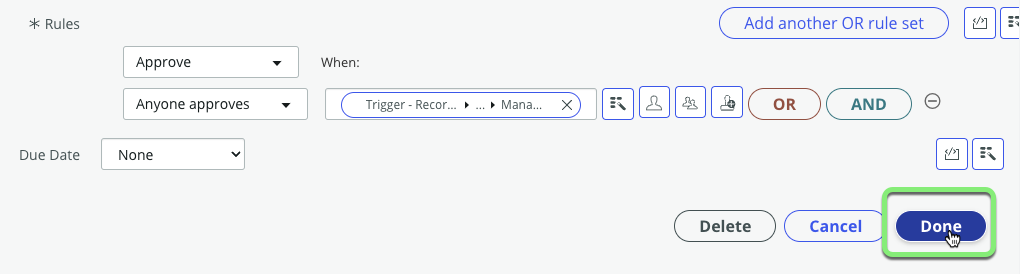 * Rules Add another OR rule set
Approve When:
Anyone approves Trigger - Recor... ▸ ... ▸ Mana... OR AND
Due Date None
Delete Cancel Done